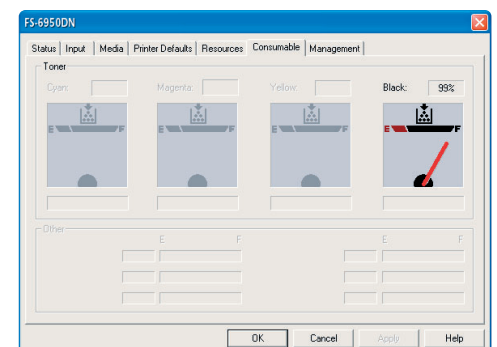 FS-6950DN
Status Input Media Printer Defaults Resources Consumable Management
Toner
Cyan: Magenta: Yellow: Black: 99%
E F E F E F E F
Other
E F E F
OK Cancel Apply Help